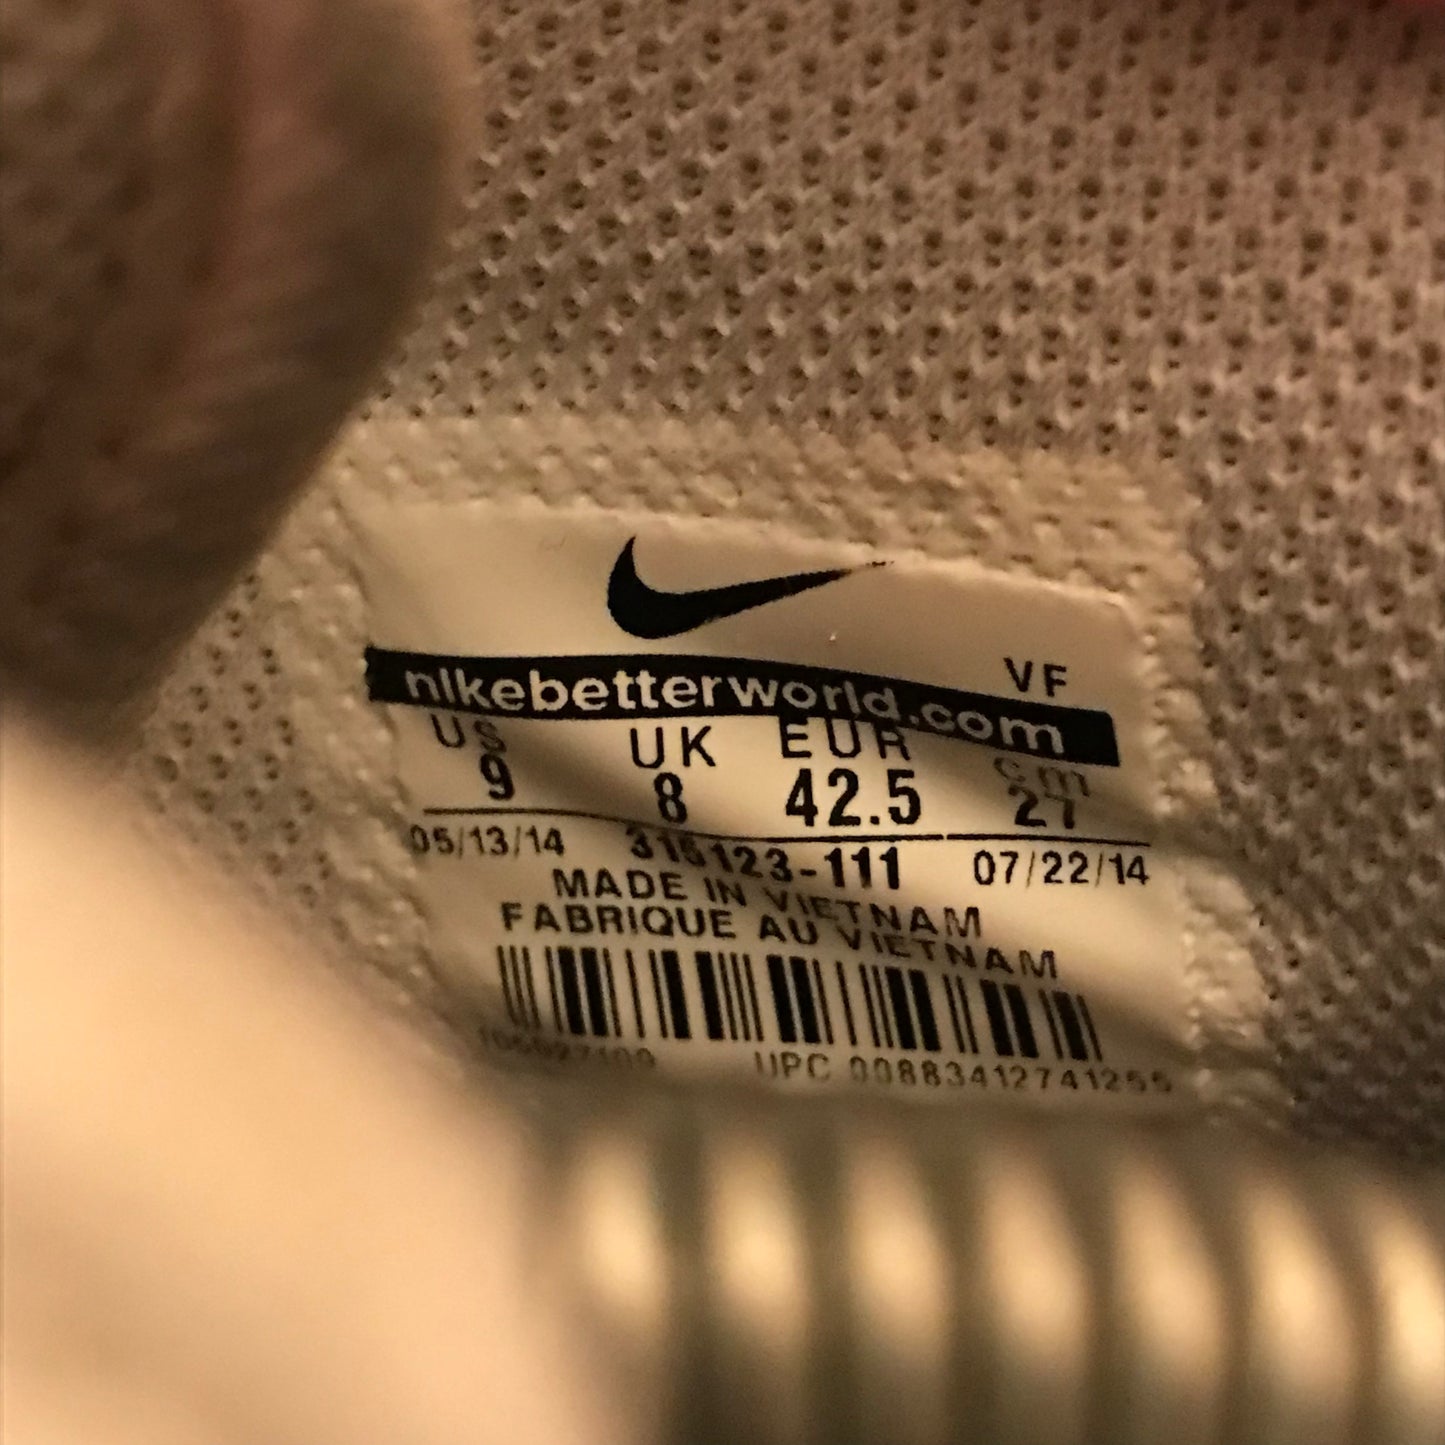 VF
nikebetterworld.com
US UK EUR cm
9 8 42.5 27
05/13/14 315123-111 07/22/14
MADE IN VIETNAM
FABRIQUE AU VIETNAM
UPC 00883412741255